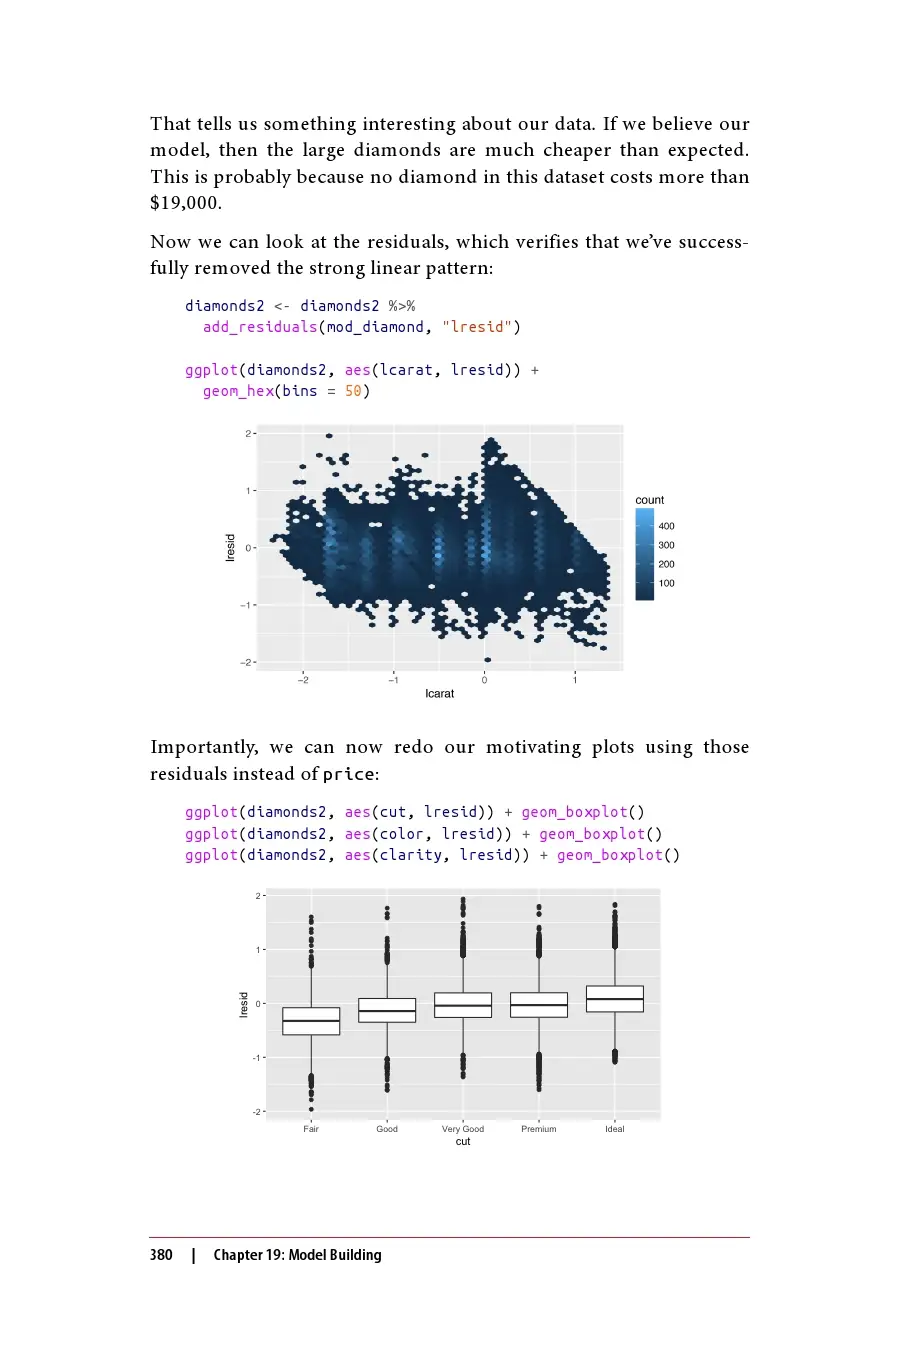 That tells us something interesting about our data. If we believe our
model, then the large diamonds are much cheaper than expected.
This is probably because no diamond in this dataset costs more than
$19,000.
Now we can look at the residuals, which verifies that we’ve success-
fully removed the strong linear pattern:
diamonds2 <- diamonds2 %>%
  add_residuals(mod_diamond, "lresid")
ggplot(diamonds2, aes(lcarat, lresid)) +
  geom_hex(bins = 50)
2
1
0
−1
−2
lresid
−2 −1 0 1
lcarat
count
400
300
200
100
Importantly, we can now redo our motivating plots using those
residuals instead of price:
ggplot(diamonds2, aes(cut, lresid)) + geom_boxplot()
ggplot(diamonds2, aes(color, lresid)) + geom_boxplot()
ggplot(diamonds2, aes(clarity, lresid)) + geom_boxplot()
2
1
0
-1
-2
lresid
Fair Good Very Good Premium Ideal
cut
380 | Chapter 19: Model Building